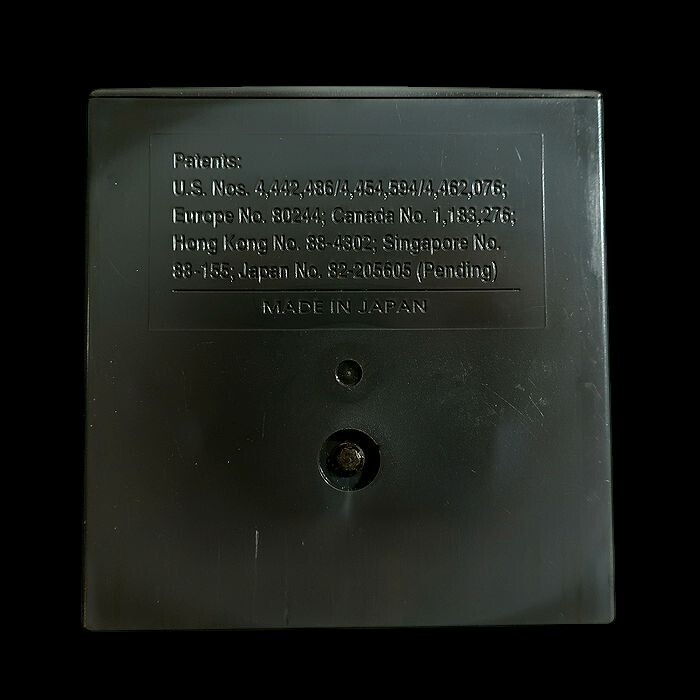 Patents:
U.S. Nos. 4,442,486/4,454,594/4,462,076;
Europe No. 80244; Canada No. 1,183,276;
Hong Kong No. 88-4302; Singapore No.
88-155; Japan No. 82-205605 (Pending)
MADE IN JAPAN